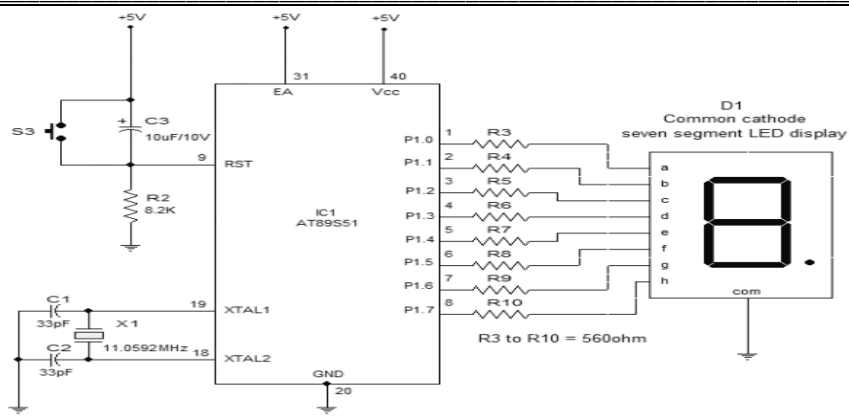 +5V +5V +5V
31 40
EA Vcc
D1
Common cathode
seven segment LED display
S3
+ C3
10uF/10V
9 RST
R2
8.2K
IC1
AT89S51
P1.0 1 R3 a
P1.1 2 R4 b
P1.2 3 R5 c
P1.3 4 R6 d
P1.4 5 R7 e
P1.5 6 R8 f
P1.6 7 R9 g
P1.7 8 R10 h
com
R3 to R10 = 560ohm
C1
33pF
19 XTAL1
X1
11.0592MHz
C2
33pF
18 XTAL2
GND
20